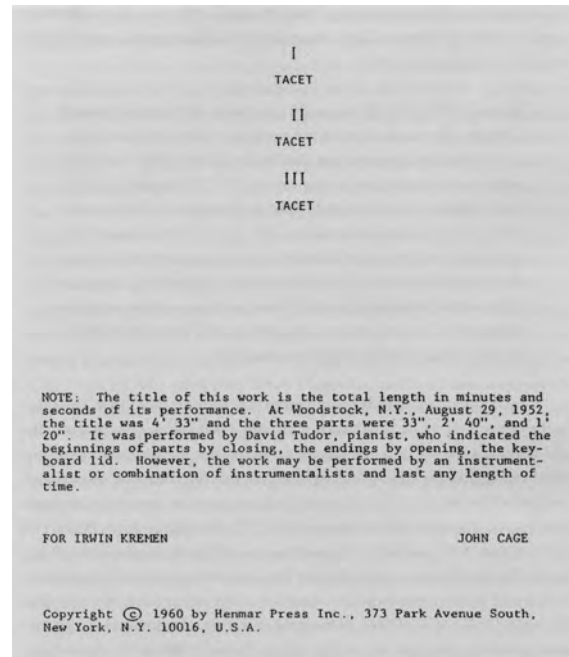 I
TACET
II
TACET
III
TACET
NOTE: The title of this work is the total length in minutes and
seconds of its performance. At Woodstock, N.Y., August 29, 1952,
the title was 4' 33" and the three parts were 33", 2' 40", and 1'
20". It was performed by David Tudor, pianist, who indicated the
beginnings of parts by closing, the endings by opening, the key-
board lid. However, the work may be performed by an instrument-
alist or combination of instrumentalists and last any length of
time.
FOR IRWIN KREMEN JOHN CAGE
Copyright © 1960 by Henmar Press Inc., 373 Park Avenue South,
New York, N.Y. 10016, U.S.A.